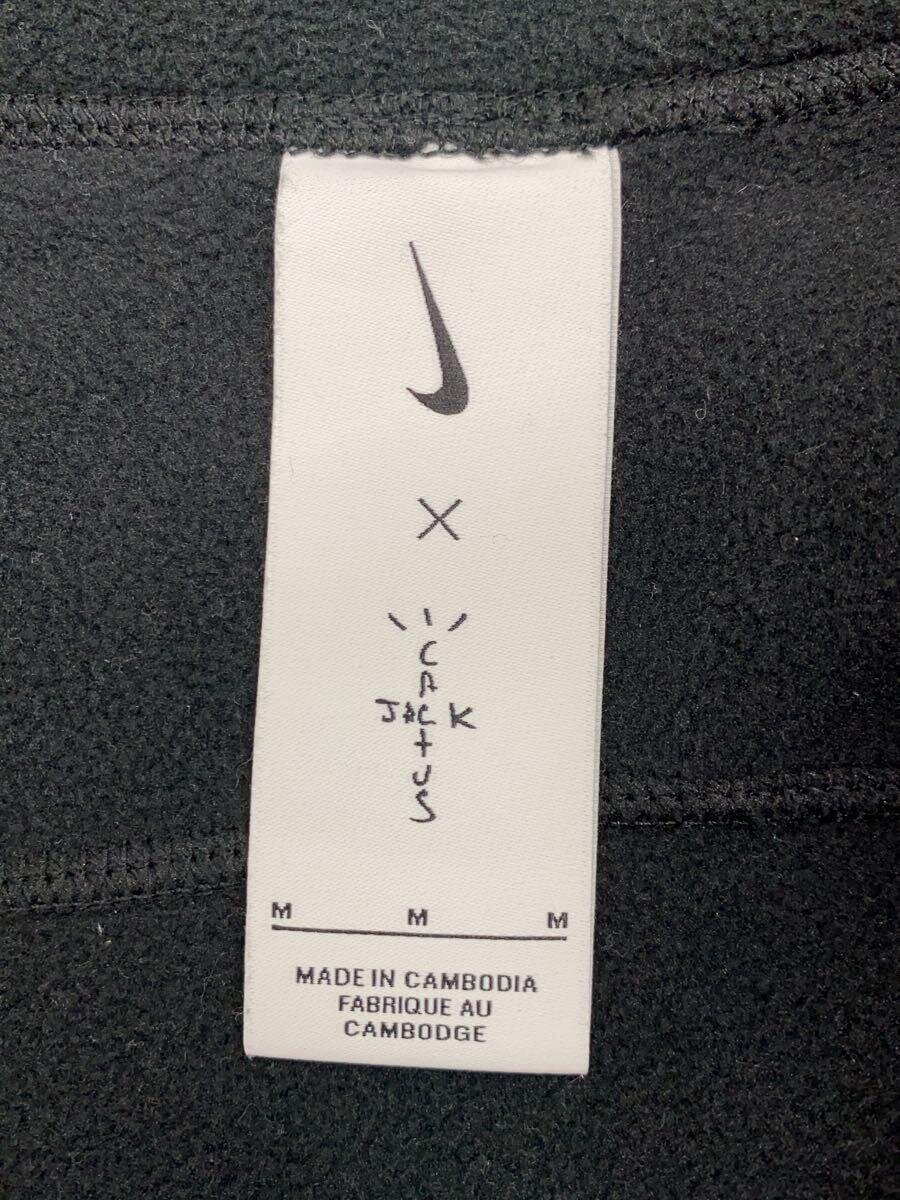 X
CACTUS
JACK
M M M
MADE IN CAMBODIA
FABRIQUE AU
CAMBODGE